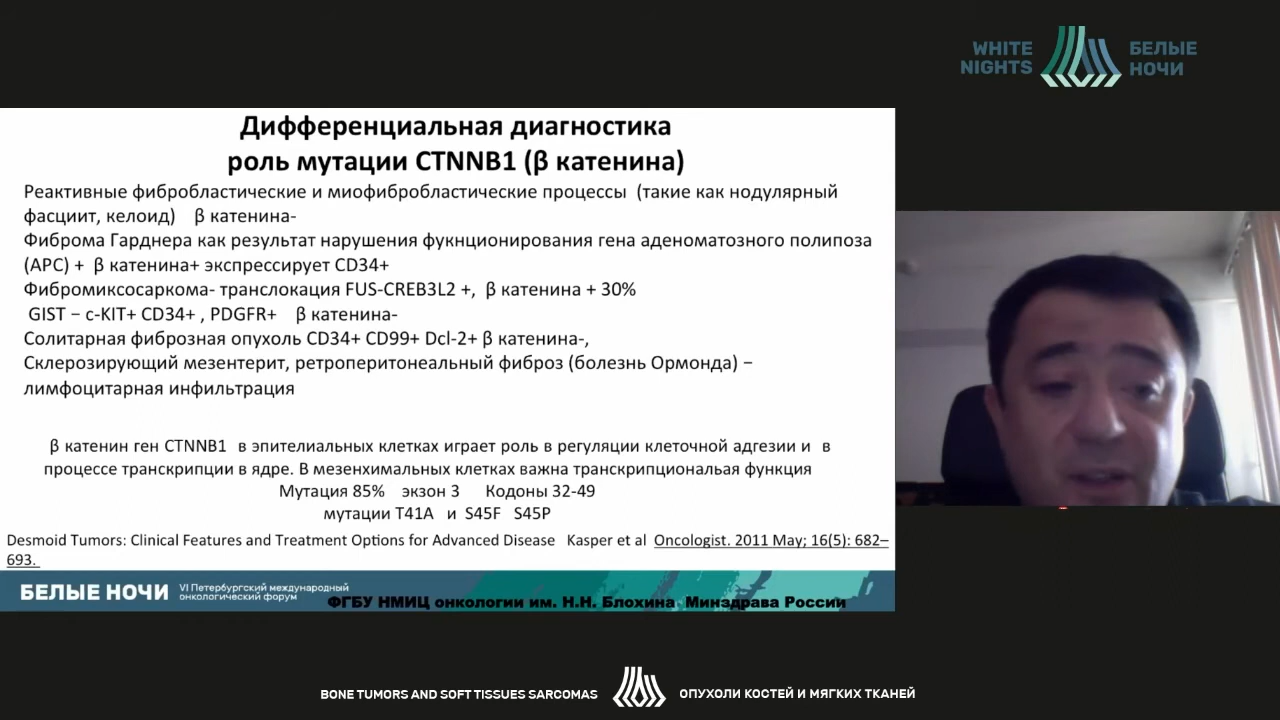 WHITE
NIGHTS
БЕЛЫЕ
НОЧИ
Дифференциальная диагностика
роль мутации CTNNB1 (β катенина)
Реактивные фибробластические и миофибробластические процессы (такие как нодулярный
фасциит, келоид) β катенина-
Фиброма Гарднера как результат нарушения фукнционирования гена аденоматозного полипоза
(APC) + β катенина+ экспрессирует CD34+
Фибромиксосаркома- транслокация FUS-CREB3L2 +, β катенина + 30%
GIST – c-KIT+ CD34+ , PDGFR+ β катенина-
Солитарная фиброзная опухоль CD34+ CD99+ Dcl-2+ β катенина-,
Склерозирующий мезентерит, ретроперитонеальный фиброз (болезнь Ормонда) –
лимфоцитарная инфильтрация
β катенин ген CTNNB1 в эпителиальных клетках играет роль в регуляции клеточной адгезии и в
процессе транскрипции в ядре. В мезенхимальных клетках важна транскрипциональая функция
Мутация 85% экзон 3 Кодоны 32-49
мутации T41A и S45F S45P
Desmoid Tumors: Clinical Features and Treatment Options for Advanced Disease Kasper et al Oncologist. 2011 May; 16(5): 682–
693.
БЕЛЫЕ НОЧИ
VI Петербургский международный
онкологический форум
ФГБУ НМИЦ онкологии им. Н.Н. Блохина Минздрава России
BONE TUMORS AND SOFT TISSUES SARCOMAS
ОПУХОЛИ КОСТЕЙ И МЯГКИХ ТКАНЕЙ